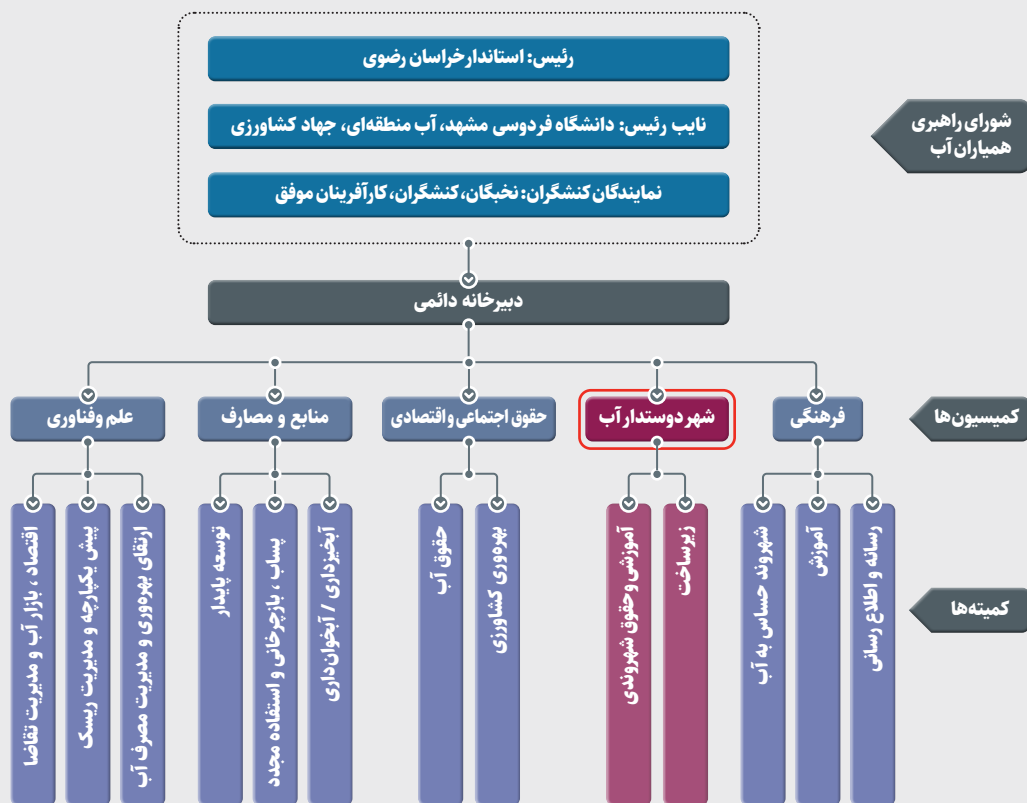 شورای راهبری
همیاران آب
رئیس: استاندار خراسان رضوی
نایب رئیس: دانشگاه فردوسی مشهد، آب منطقه‌ای، جهاد کشاورزی
نمایندگان کنشگران: نخبگان، کنشگران، کارآفرینان موفق
دبیرخانه دائمی
کمیسیون‌ها
فرهنگی
شهر دوستدار آب
حقوق اجتماعی و اقتصادی
منابع و مصارف
علم وفناوری
کمیته‌ها
رسانه و اطلاع رسانی
آموزش
شهروند حساس به آب
زیرساخت
آموزشی و حقوق شهروندی
بهره‌وری کشاورزی
حقوق آب
آبخیزداری / آبخوان‌داری
پساب ، بازچرخانی و استفاده مجدد
توسعه پایدار
ارتقای بهره‌وری و مدیریت مصرف آب
پیش یکپارچه و مدیریت ریسک
اقتصاد ، بازار آب و مدیریت تقاضا